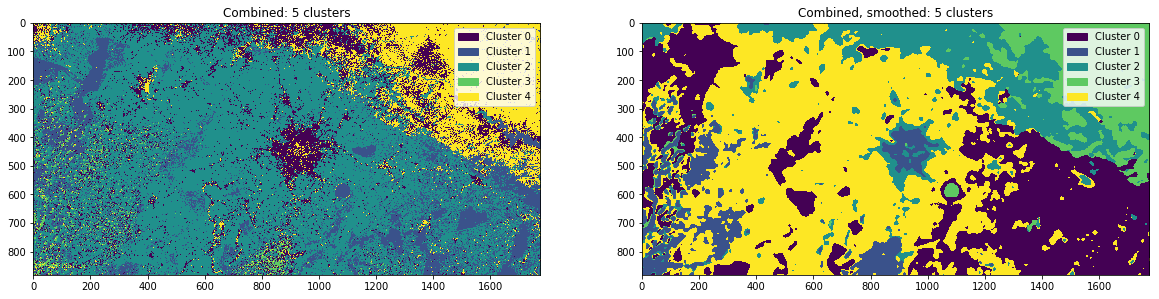 Combined: 5 clusters
0
100
200
300
400
500
600
700
800
0 200 400 600 800 1000 1200 1400 1600
Cluster 0
Cluster 1
Cluster 2
Cluster 3
Cluster 4
Combined, smoothed: 5 clusters
0
100
200
300
400
500
600
700
800
0 200 400 600 800 1000 1200 1400 1600
Cluster 0
Cluster 1
Cluster 2
Cluster 3
Cluster 4